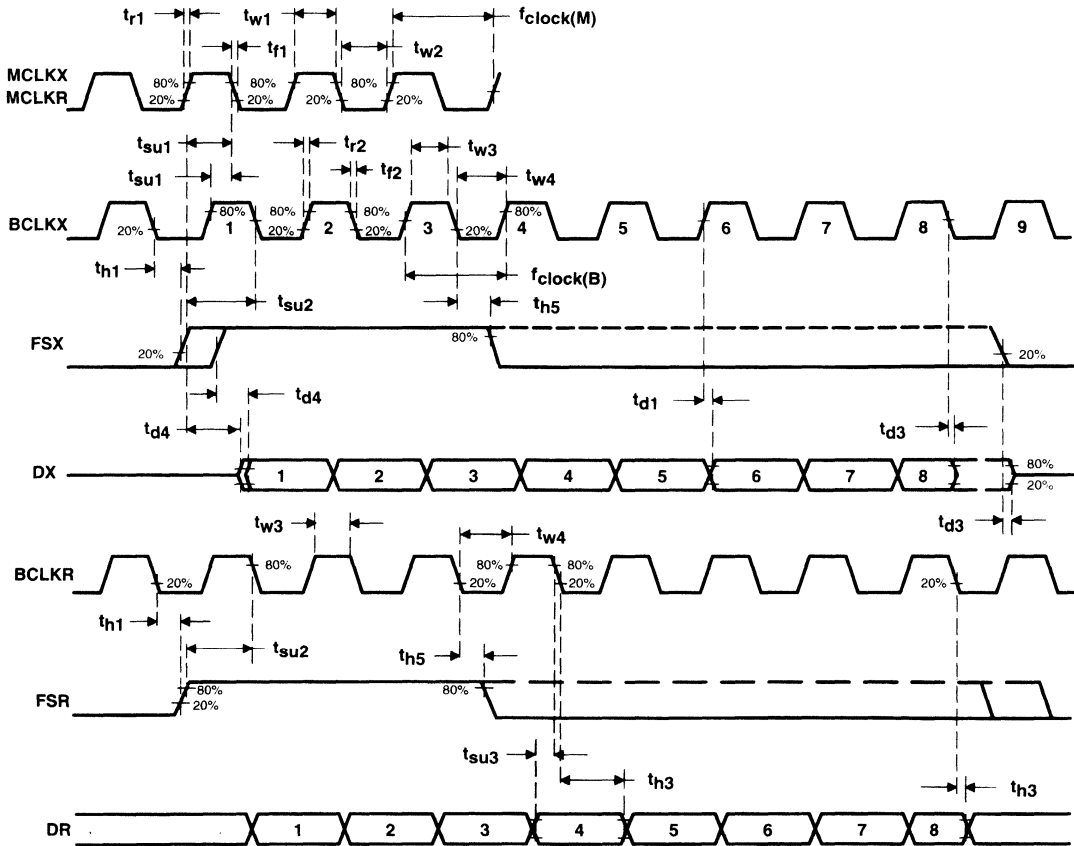 tr1 tw1 fclock(M)
tf1 tw2
MCLKX 80% 80% 80% 80%
MCLKR 20% 20% 20% 20%
tsu1 tr2 tw3
tsu1 tf2 tw4
BCLKX 20% 80% 80% 80% 80%
20% 20% 20%
1 2 3 4 5 6 7 8 9
th1 fclock(B)
tsu2 th5
FSX 20% 80% 20%
td4 td1
td4 td3
DX 1 2 3 4 5 6 7 8 80%
20%
tw3 tw4 td3
BCLKR 20% 80% 80% 80%
20% 20% 20%
th1 tsu2 th5
FSR 80% 80%
20%
tsu3
th3 th3
DR 1 2 3 4 5 6 7 8